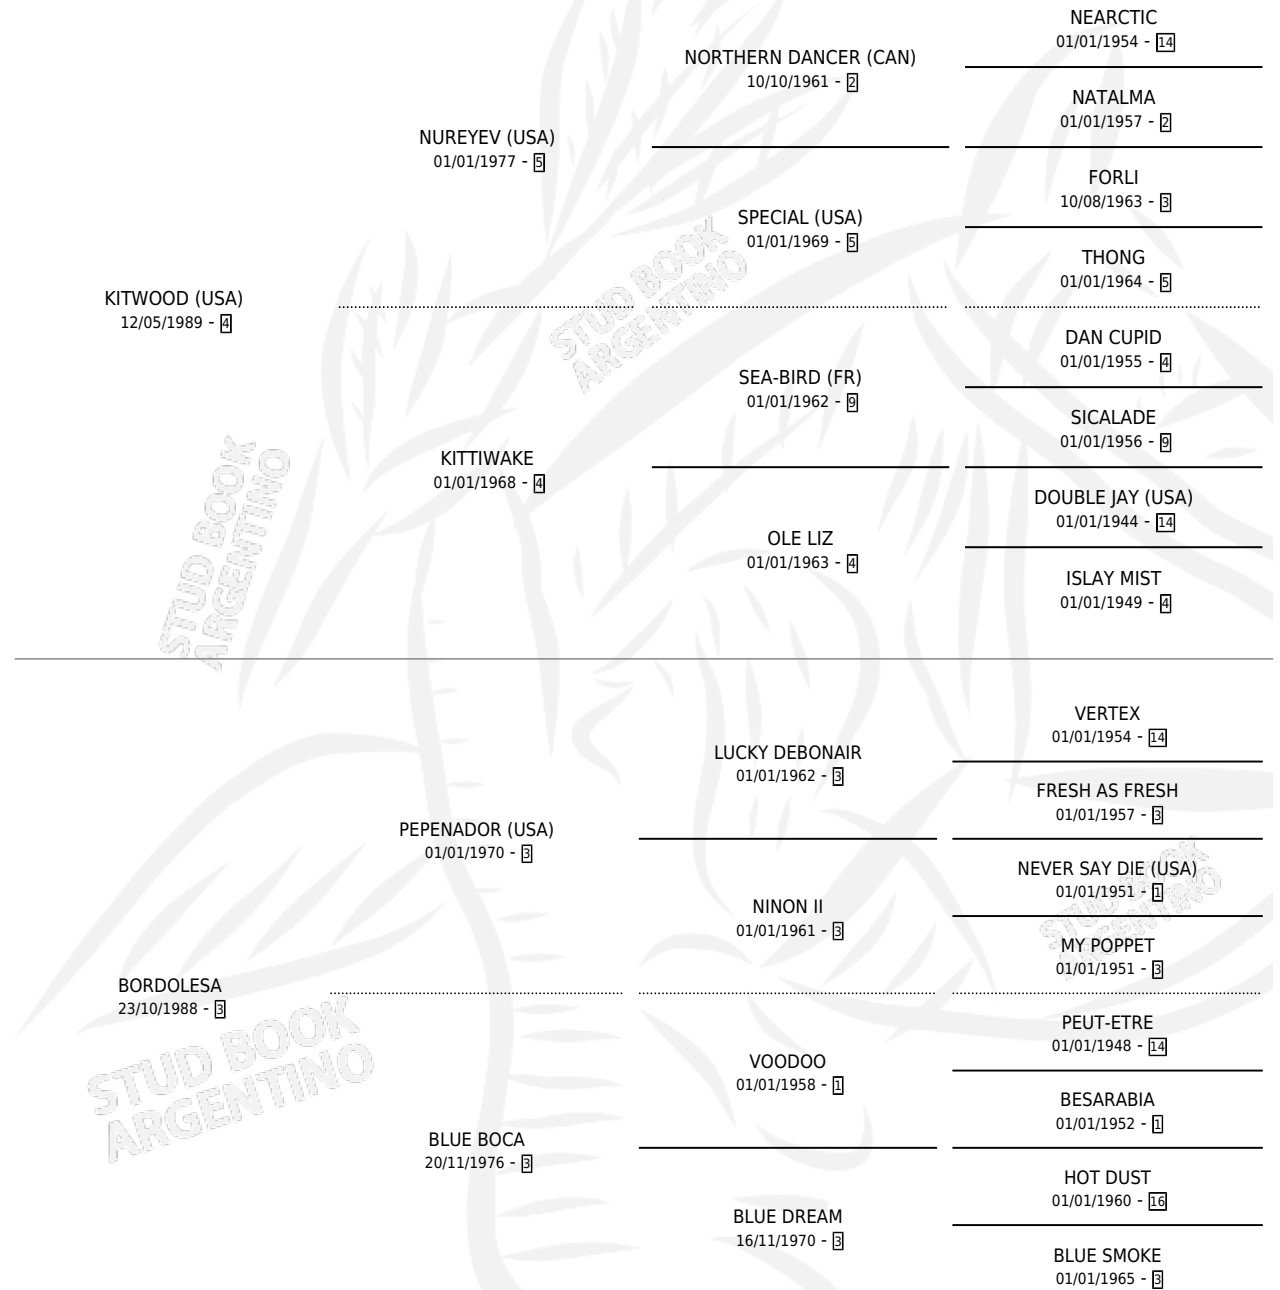 NEARCTIC
01/01/1954 - 14
NORTHERN DANCER (CAN)
10/10/1961 - 2
NATALMA
01/01/1957 - 2
NUREYEV (USA)
01/01/1977 - 5
FORLI
10/08/1963 - 3
SPECIAL (USA)
01/01/1969 - 5
THONG
01/01/1964 - 5
KITWOOD (USA)
12/05/1989 - 4
DAN CUPID
01/01/1955 - 4
SEA-BIRD (FR)
01/01/1962 - 9
SICALADE
01/01/1956 - 9
KITTIWAKE
01/01/1968 - 4
DOUBLE JAY (USA)
01/01/1944 - 14
OLE LIZ
01/01/1963 - 4
ISLAY MIST
01/01/1949 - 4
STUD BOOK
ARGENTINO
STUD BOOK
ARGENTINO
VERTEX
01/01/1954 - 14
LUCKY DEBONAIR
01/01/1962 - 3
FRESH AS FRESH
01/01/1957 - 3
PEPENADOR (USA)
01/01/1970 - 3
NEVER SAY DIE (USA)
01/01/1951 - 1
NINON II
01/01/1961 - 3
MY POPPET
01/01/1951 - 3
STUD BOOK
ARGENTINO
BORDOLESA
23/10/1988 - 3
PEUT-ETRE
01/01/1948 - 14
VOODOO
01/01/1958 - 1
BESARABIA
01/01/1952 - 1
BLUE BOCA
20/11/1976 - 3
HOT DUST
01/01/1960 - 16
BLUE DREAM
16/11/1970 - 3
BLUE SMOKE
01/01/1965 - 3
STUD BOOK
ARGENTINO